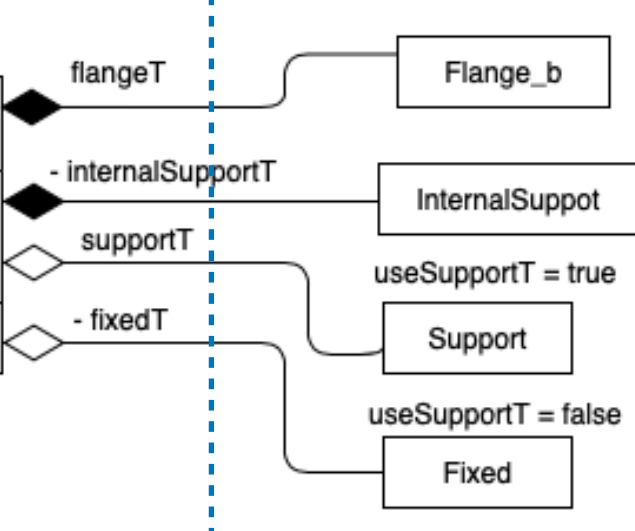 flangeT
Flange_b
- internalSupportT
InternalSuppot
supportT
useSupportT = true
- fixedT
Support
useSupportT = false
Fixed